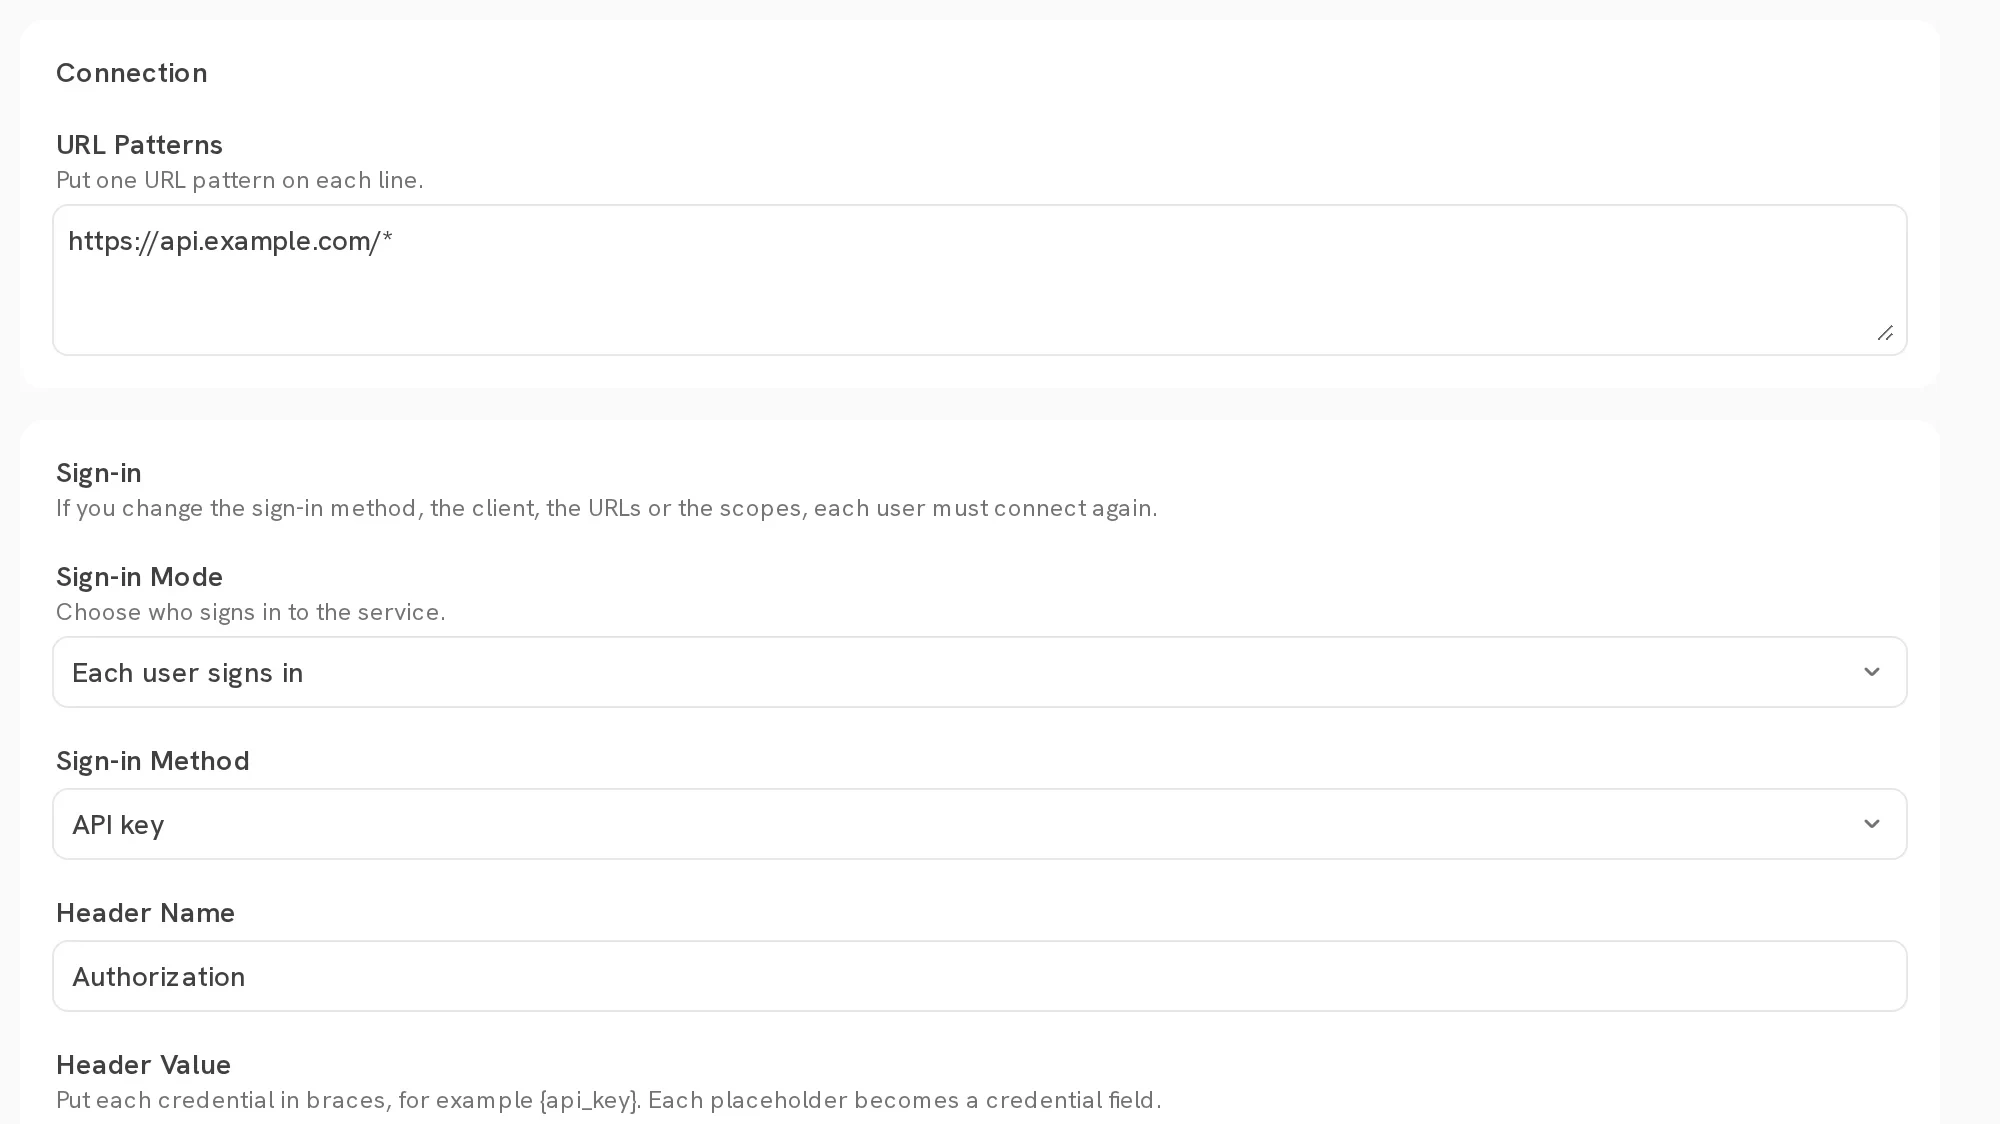 Connection
URL Patterns
Put one URL pattern on each line.
https://api.example.com/*
Sign-in
If you change the sign-in method, the client, the URLs or the scopes, each user must connect again.
Sign-in Mode
Choose who signs in to the service.
Each user signs in
Sign-in Method
API key
Header Name
Authorization
Header Value
Put each credential in braces, for example {api_key}. Each placeholder becomes a credential field.